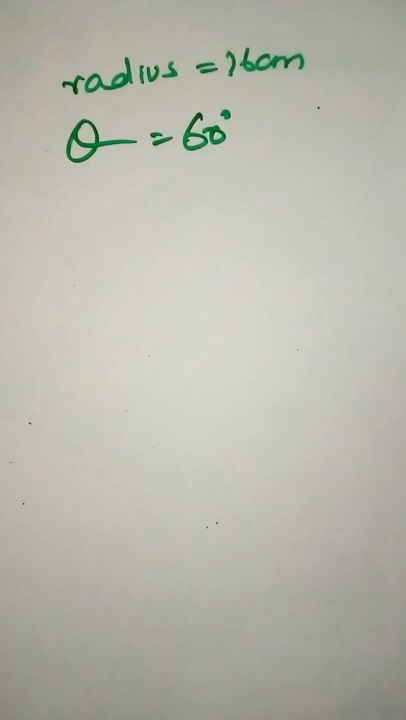 radius = 16cm
θ = 60°